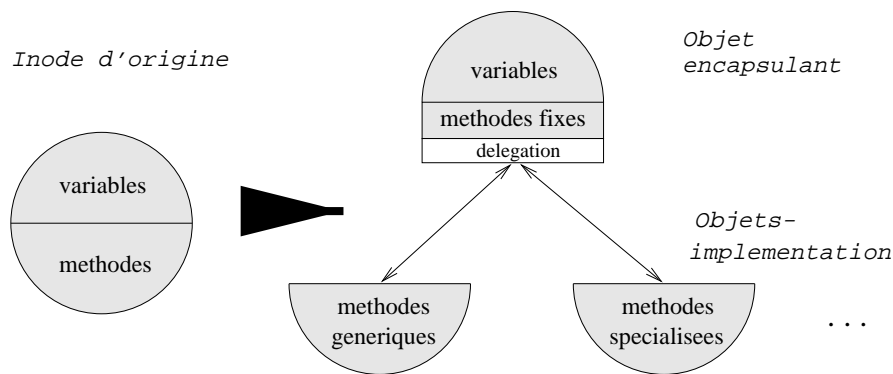 Inode d'origine
variables
methodes
Objet
encapsulant
variables
methodes fixes
delegation
Objets-
implementation
methodes
generiques
methodes
specialisees
...